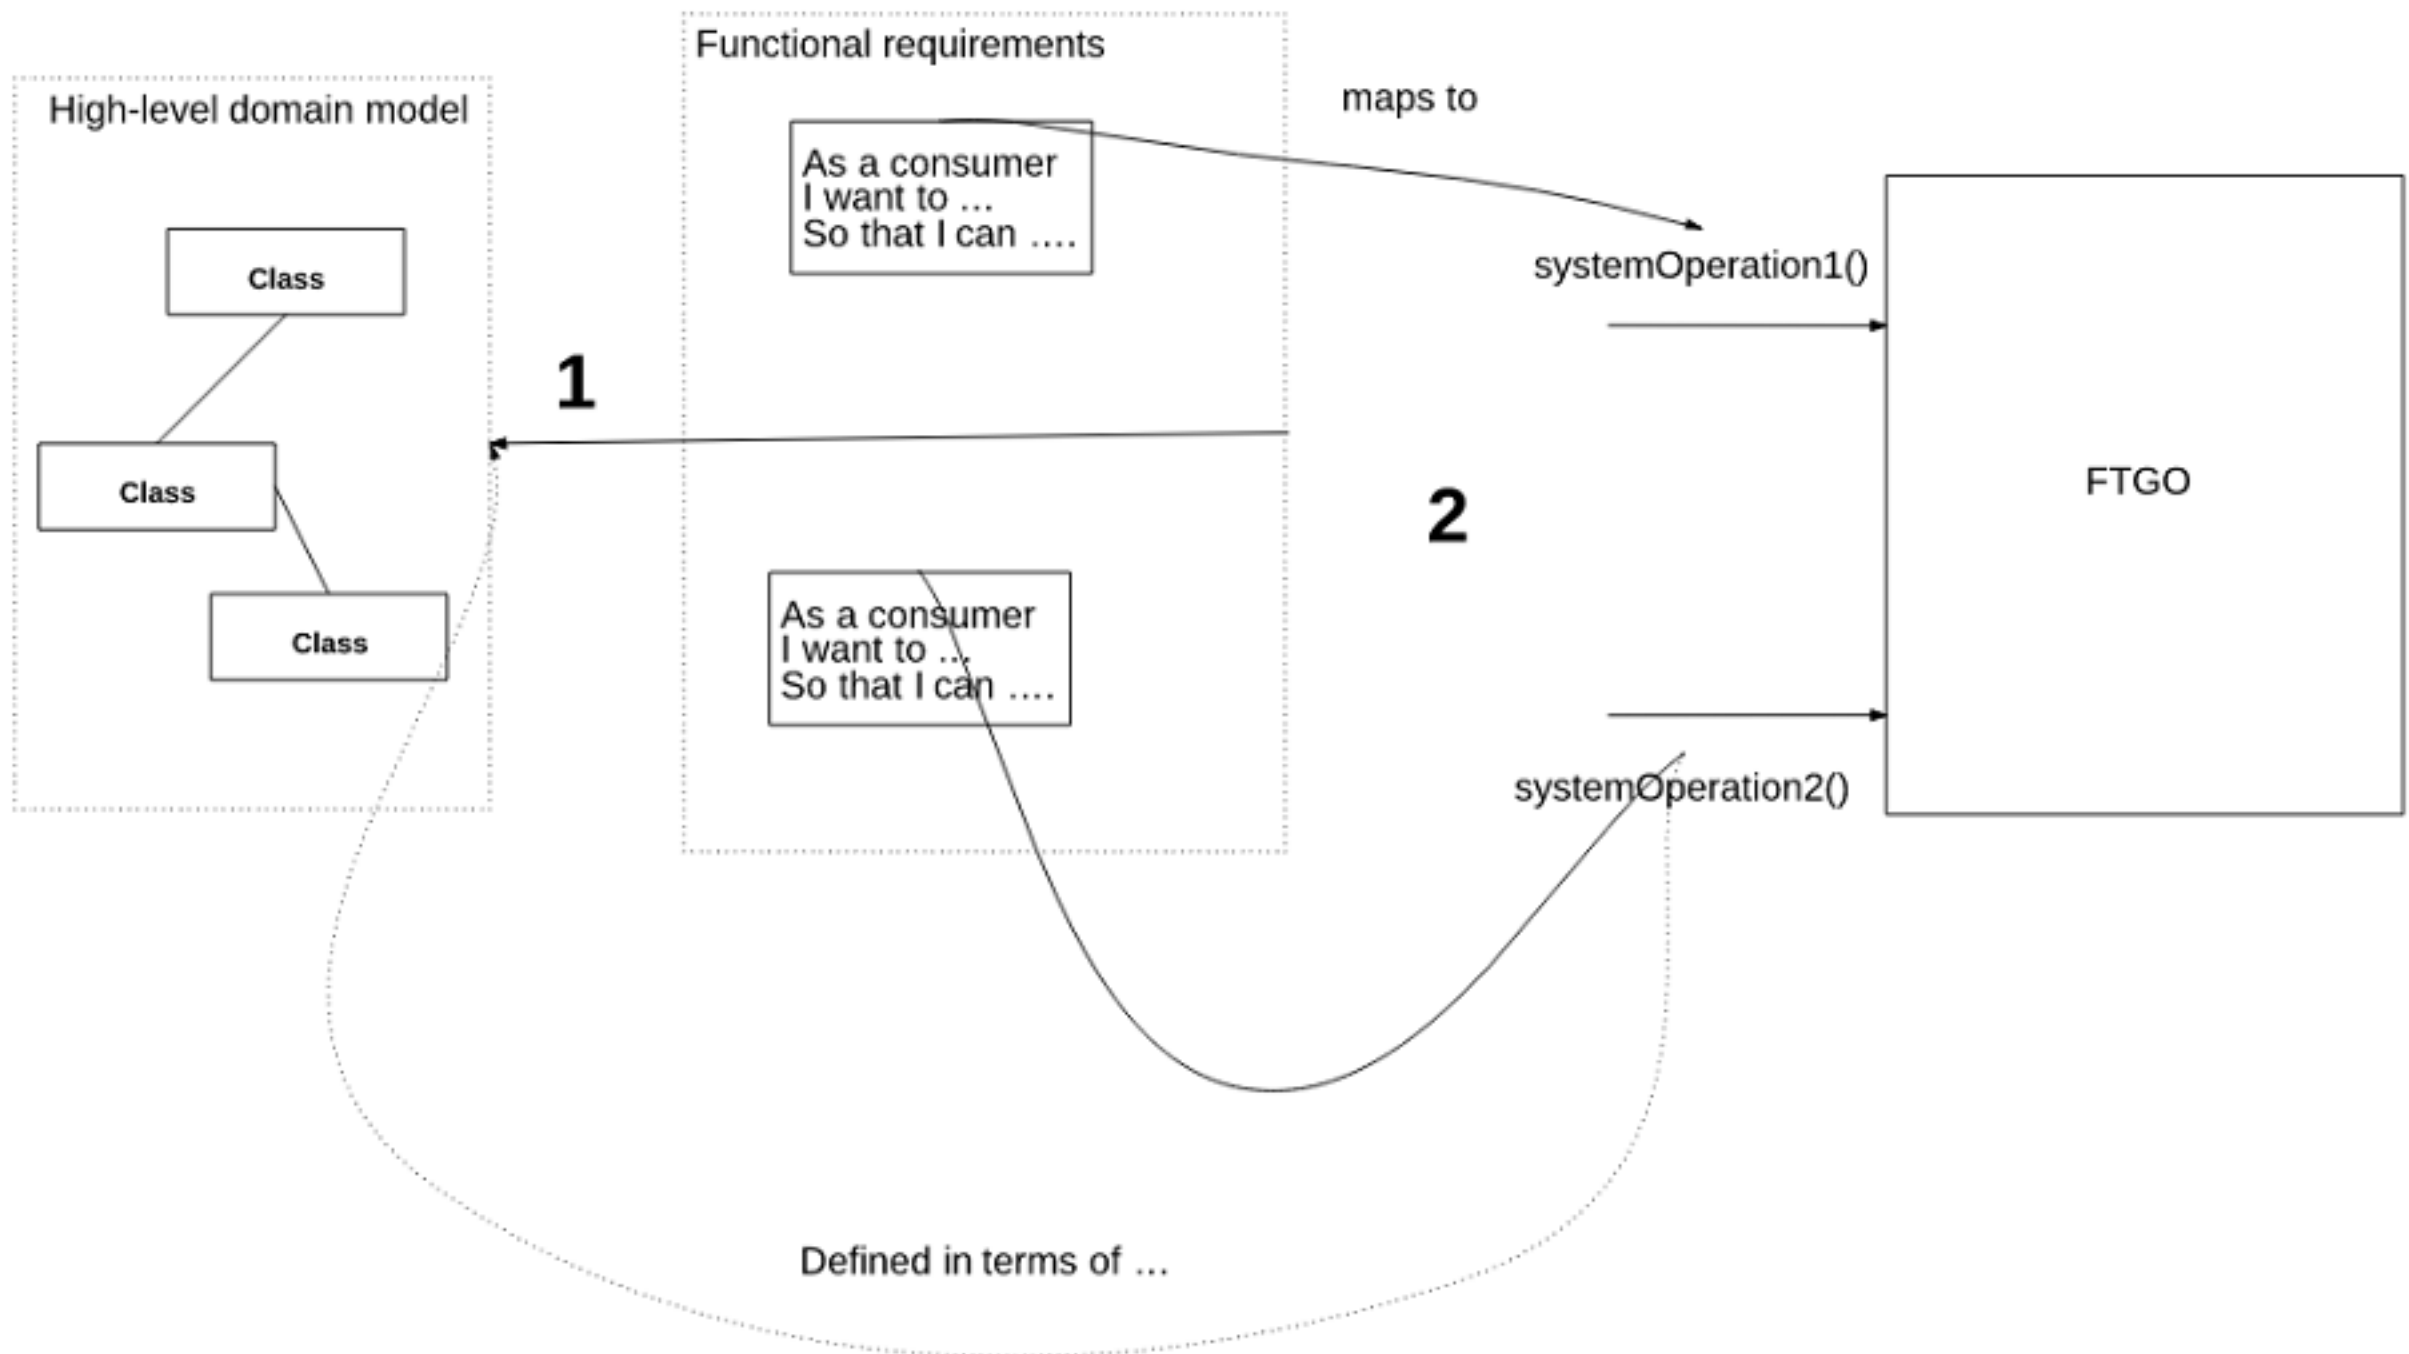 Functional requirements
High-level domain model
maps to
As a consumer
I want to ...
So that I can ....
Class
systemOperation1()
1
Class
2
FTGO
As a consumer
I want to ...
So that I can ....
Class
systemOperation2()
Defined in terms of ...